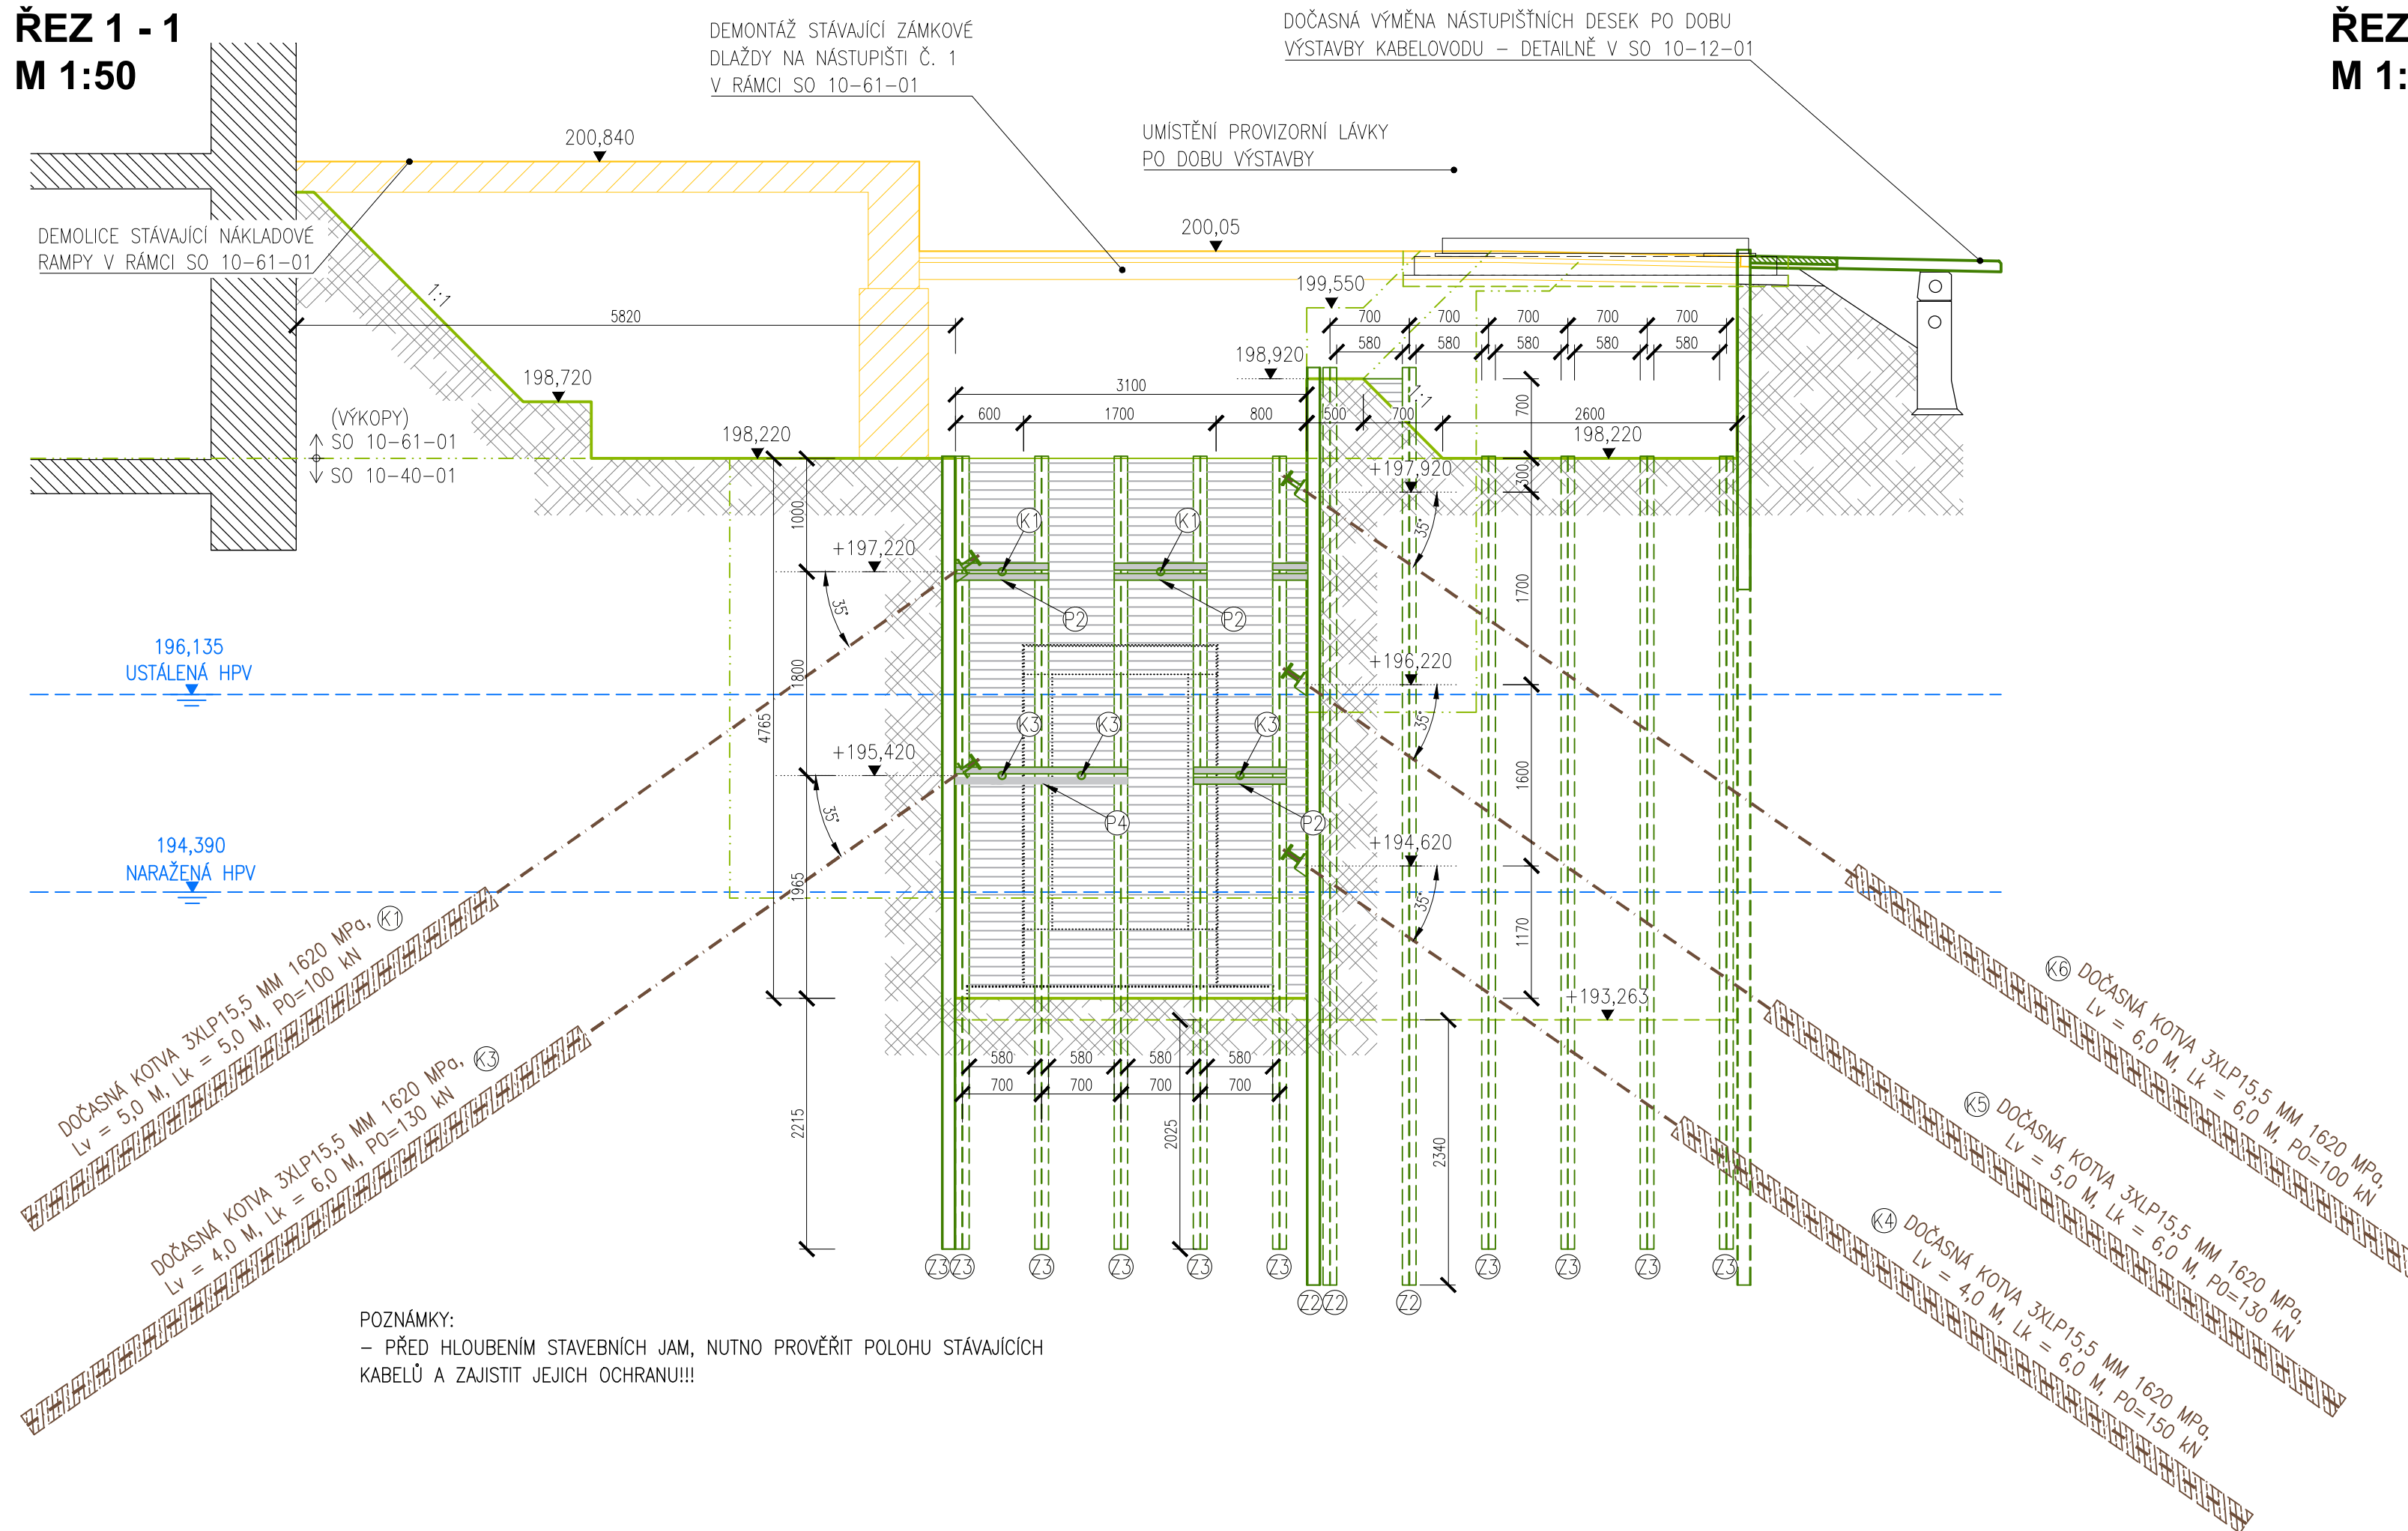 ŘEZ 1 - 1
M 1:50
DEMONTÁŽ STÁVAJÍCÍ ZÁMKOVÉ
DLAŽDY NA NÁSTUPIŠTI Č. 1
V RÁMCI SO 10-61-01
DOČASNÁ VÝMĚNA NÁSTUPIŠTNÍCH DESEK PO DOBU
VÝSTAVBY KABELOVODU – DETAILNĚ V SO 10-12-01
ŘEZ
M 1:
UMÍSTĚNÍ PROVIZORNÍ LÁVKY
PO DOBU VÝSTAVBY
200,840
200,05
DEMOLICE STÁVAJÍCÍ NÁKLADOVÉ
RAMPY V RÁMCI SO 10-61-01
1:1
5820
199,550
700 700 700 700 700
580 580 580 580 580
198,920
198,720
3100
600 1700 800 500 700 2600
1:1
700
(VÝKOPY)
SO 10-61-01
SO 10-40-01
198,220
198,220
300
+197,920
1000
K1 K1
35°
+197,220
35°
P2 P2
1700
196,135
USTÁLENÁ HPV
1800
+196,220
4765
35°
K3 K3 K3
+195,420
35°
1600
P4 P2
194,390
NARAŽENÁ HPV
+194,620
1965
35°
1170
+193,263
580 580 580 580
700 700 700 700
2215
2025
2340
DOČASNÁ KOTVA 3XLP15,5 MM 1620 MPa, K1
Lv = 5,0 M, Lk = 5,0 M, P0=100 kN
DOČASNÁ KOTVA 3XLP15,5 MM 1620 MPa, K3
Lv = 4,0 M, Lk = 6,0 M, P0=130 kN
K6 DOČASNÁ KOTVA 3XLP15,5 MM 1620 MPa,
Lv = 6,0 M, Lk = 6,0 M, P0=100 kN
K5 DOČASNÁ KOTVA 3XLP15,5 MM 1620 MPa,
Lv = 5,0 M, Lk = 6,0 M, P0=130 kN
K4 DOČASNÁ KOTVA 3XLP15,5 MM 1620 MPa,
Lv = 4,0 M, Lk = 6,0 M, P0=150 kN
Z3 Z3 Z3 Z3 Z3 Z3 Z3 Z3 Z3 Z3
Z2 Z2 Z2
POZNÁMKY:
– PŘED HLOUBENÍM STAVEBNÍCH JAM, NUTNO PROVĚŘIT POLOHU STÁVAJÍCÍCH
KABELŮ A ZAJISTIT JEJICH OCHRANU!!!